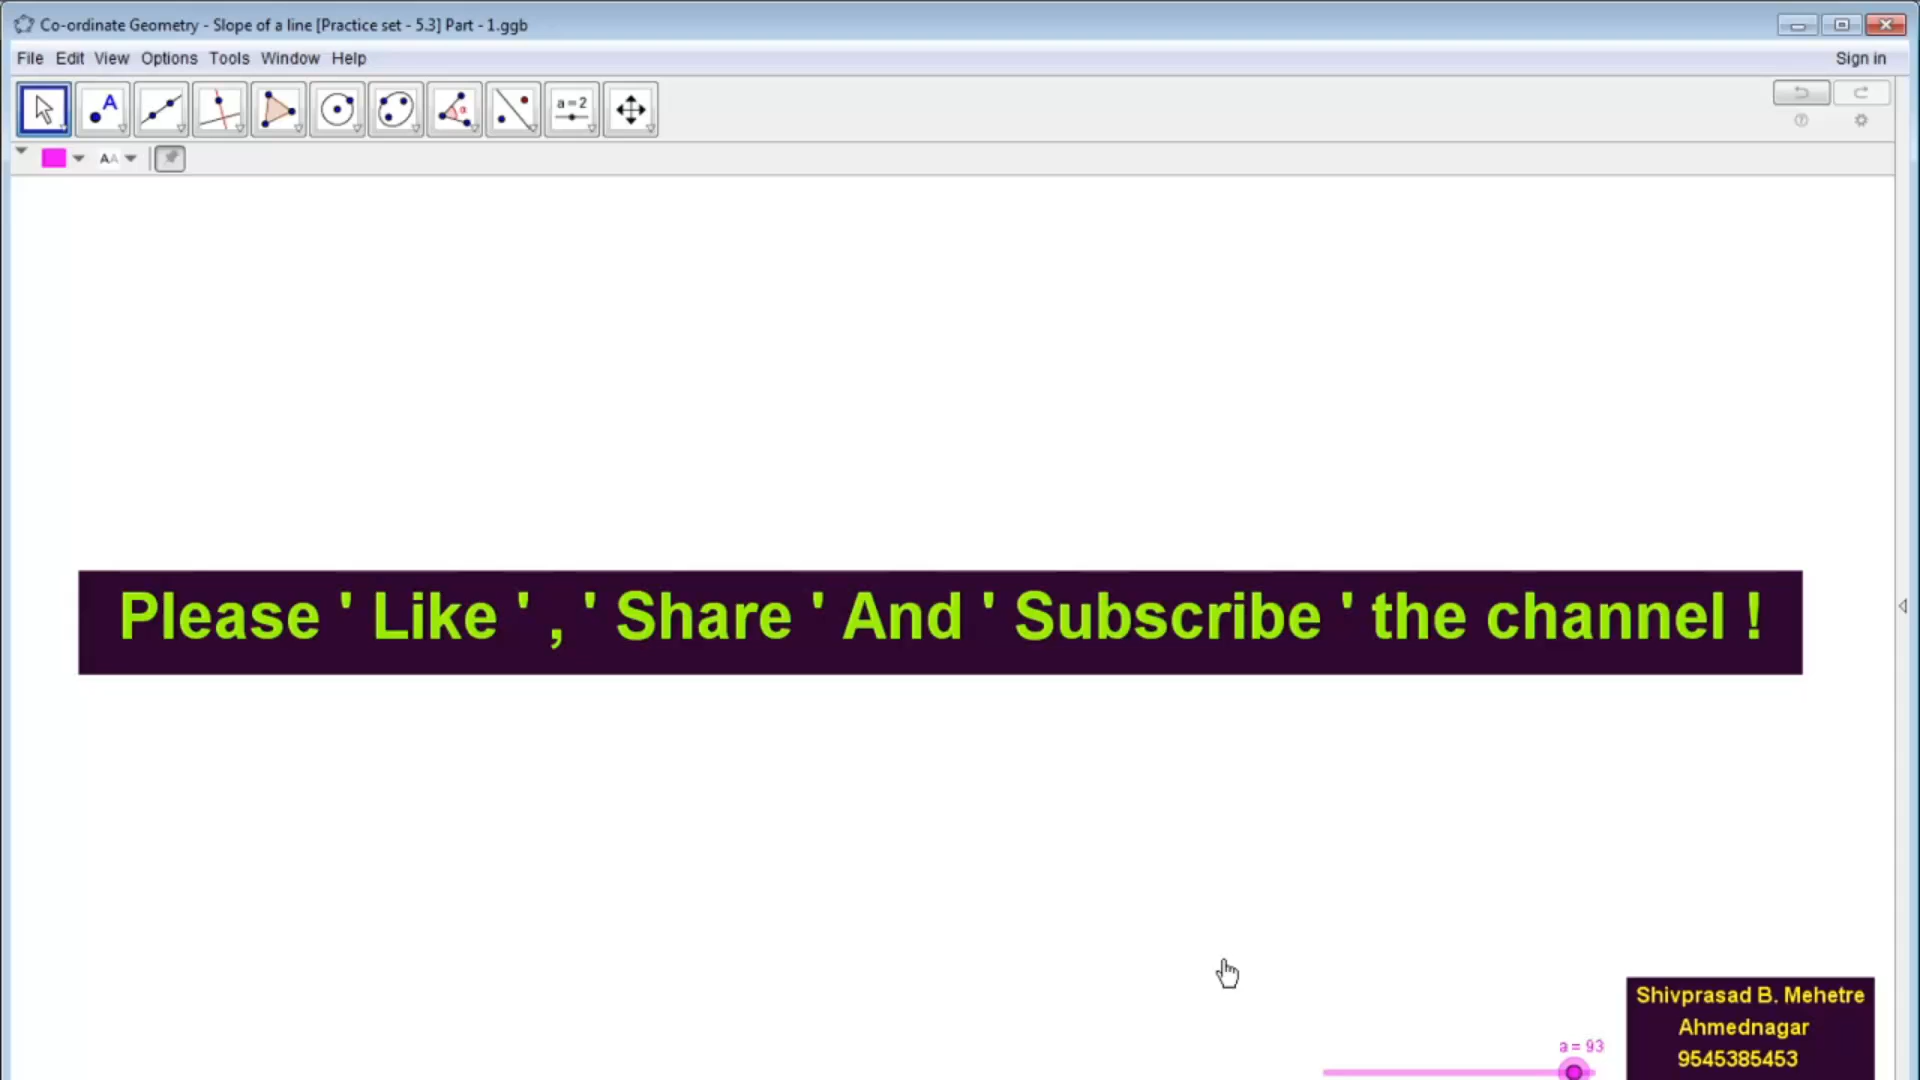 Co-ordinate Geometry - Slope of a line [Practice set - 5.3] Part - 1.ggb
File Edit View Options Tools Window Help Sign in
A
α
a = 2
AA
Please ' Like ' , ' Share ' And ' Subscribe ' the channel !
Shivprasad B. Mehetre
Ahmednagar
9545385453
a = 93